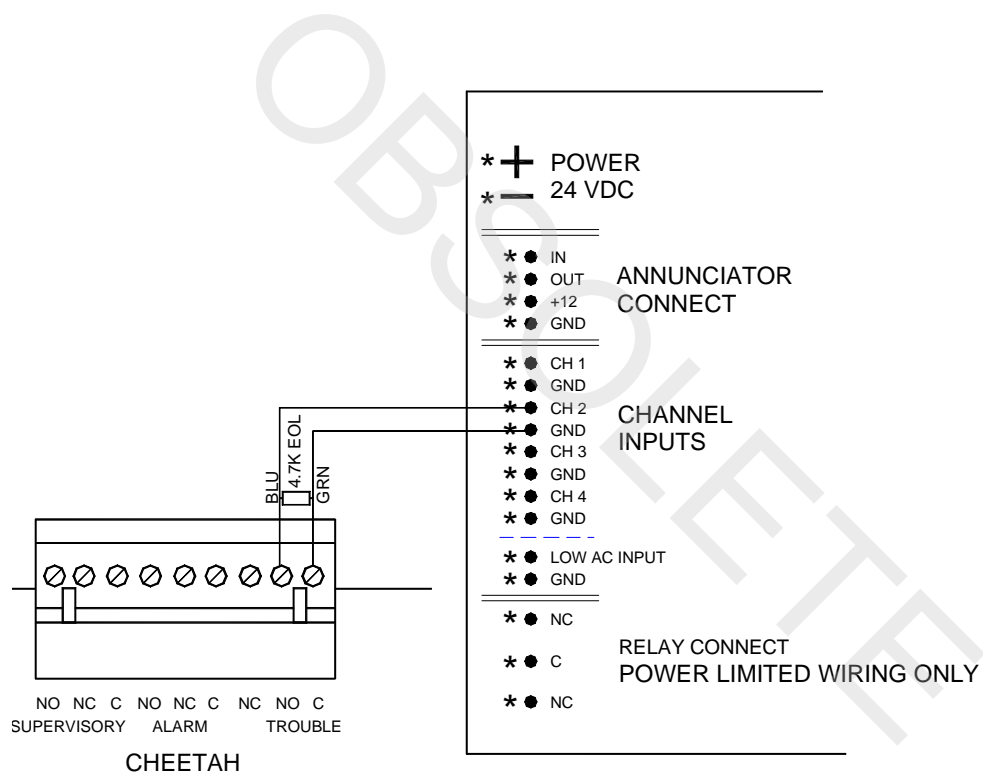 OBSOLETE
* + POWER
* − 24 VDC
* IN
* OUT
* +12
* GND
ANNUNCIATOR
CONNECT
* CH 1
* GND
* CH 2
* GND
* CH 3
* GND
* CH 4
* GND
CHANNEL
INPUTS
* LOW AC INPUT
* GND
* NC
* C
* NC
RELAY CONNECT
POWER LIMITED WIRING ONLY
BLU
4.7K EOL
GRN
NO NC C NO NC C NC NO C
SUPERVISORY ALARM TROUBLE
CHEETAH